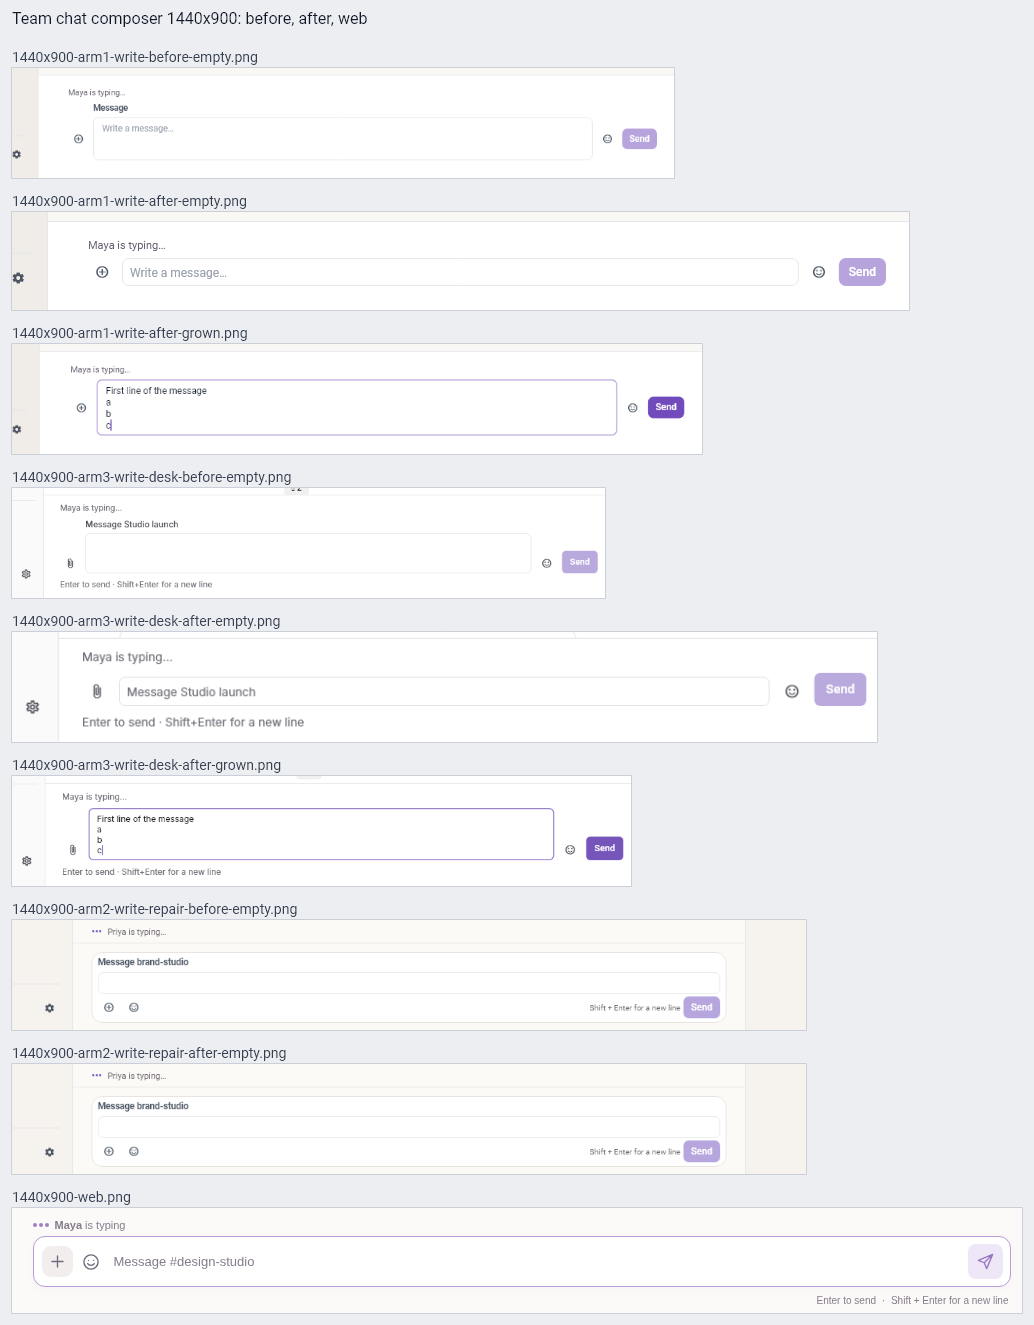 Team chat composer 1440x900: before, after, web
1440x900-arm1-write-before-empty.png
Maya is typing...
Message
Write a message...
Send
1440x900-arm1-write-after-empty.png
Maya is typing...
Write a message...
Send
1440x900-arm1-write-after-grown.png
Maya is typing...
First line of the message
a
b
c
Send
1440x900-arm3-write-desk-before-empty.png
Maya is typing...
Message Studio launch
Send
Enter to send · Shift+Enter for a new line
1440x900-arm3-write-desk-after-empty.png
Maya is typing...
Message Studio launch
Send
Enter to send · Shift+Enter for a new line
1440x900-arm3-write-desk-after-grown.png
Maya is typing...
First line of the message
a
b
c
Send
Enter to send · Shift+Enter for a new line
1440x900-arm2-write-repair-before-empty.png
Priya is typing...
Message brand-studio
Shift + Enter for a new line Send
1440x900-arm2-write-repair-after-empty.png
Priya is typing...
Message brand-studio
Shift + Enter for a new line Send
1440x900-web.png
Maya is typing
Message #design-studio
Enter to send · Shift + Enter for a new line